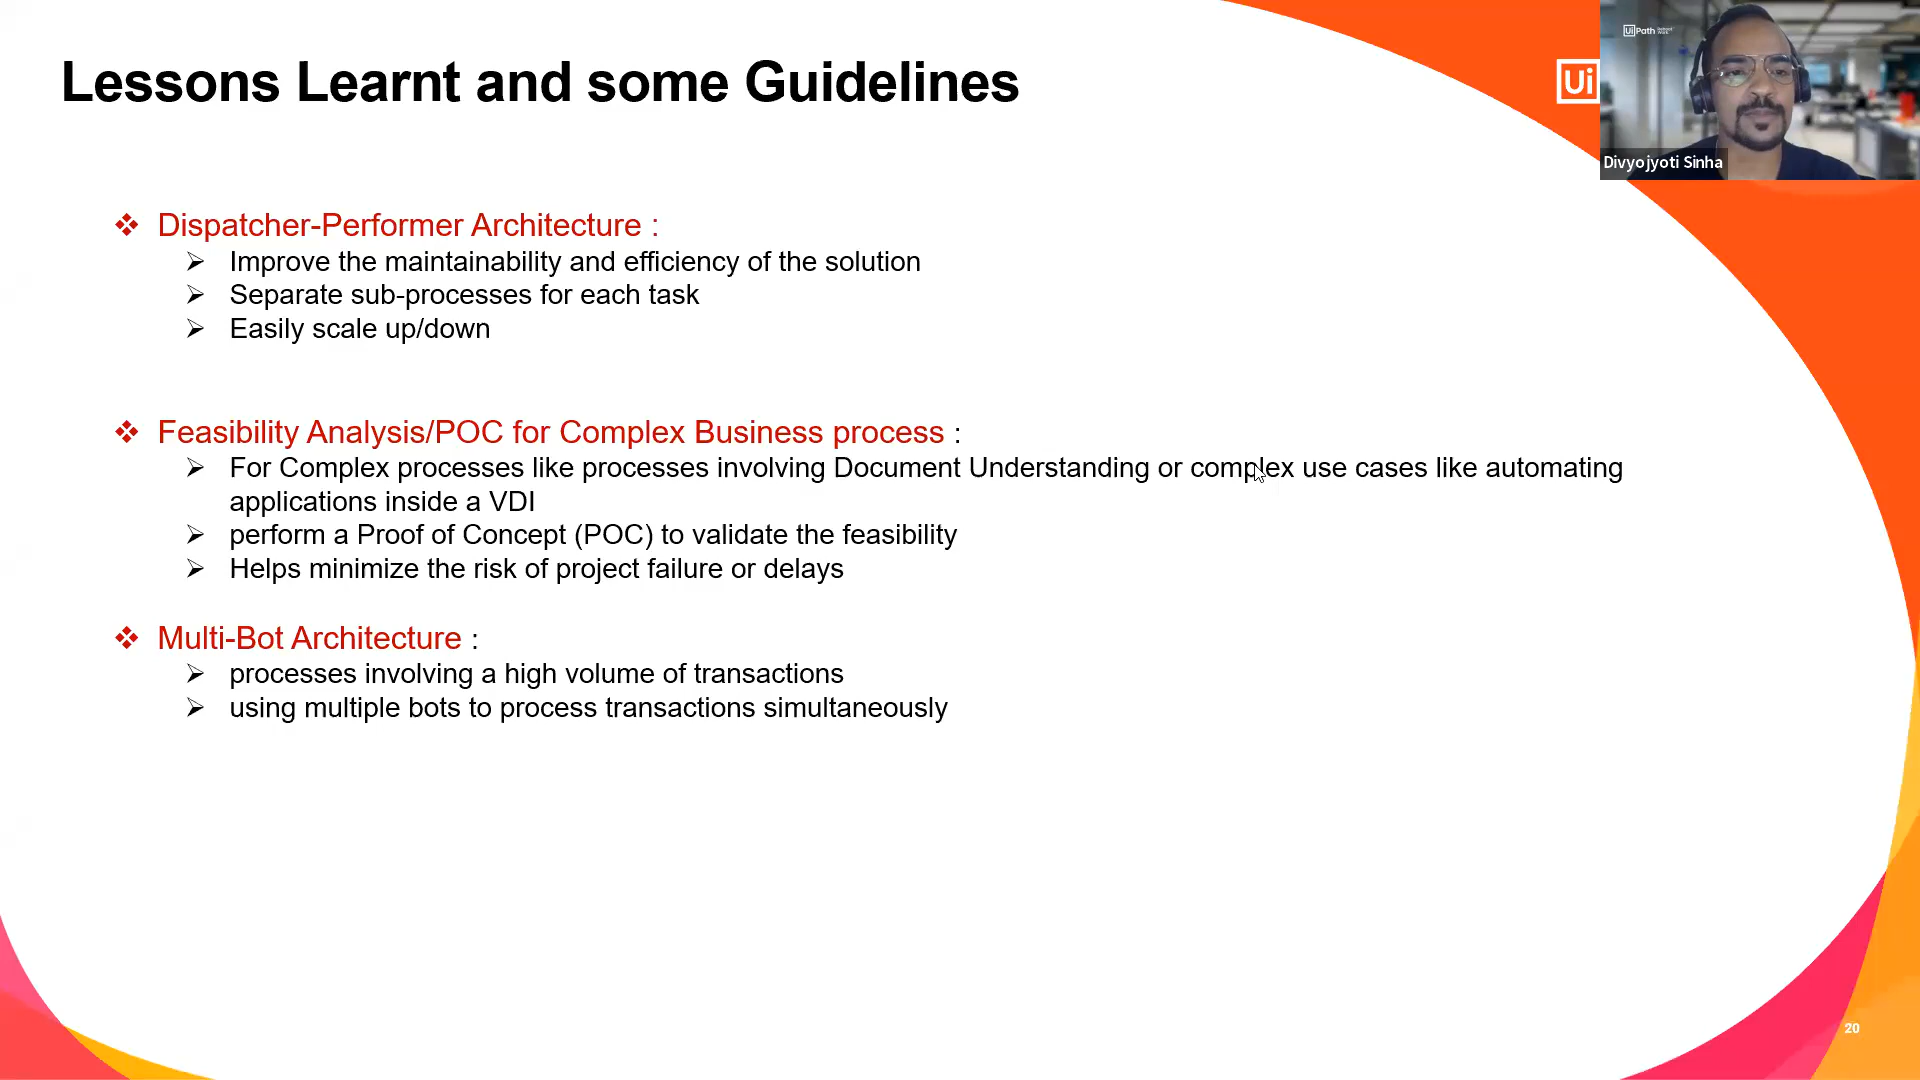 Lessons Learnt and some Guidelines
Ui
UiPath
Divyojyoti Sinha
Dispatcher-Performer Architecture :
Improve the maintainability and efficiency of the solution
Separate sub-processes for each task
Easily scale up/down
Feasibility Analysis/POC for Complex Business process :
For Complex processes like processes involving Document Understanding or complex use cases like automating
applications inside a VDI
perform a Proof of Concept (POC) to validate the feasibility
Helps minimize the risk of project failure or delays
Multi-Bot Architecture :
processes involving a high volume of transactions
using multiple bots to process transactions simultaneously
20